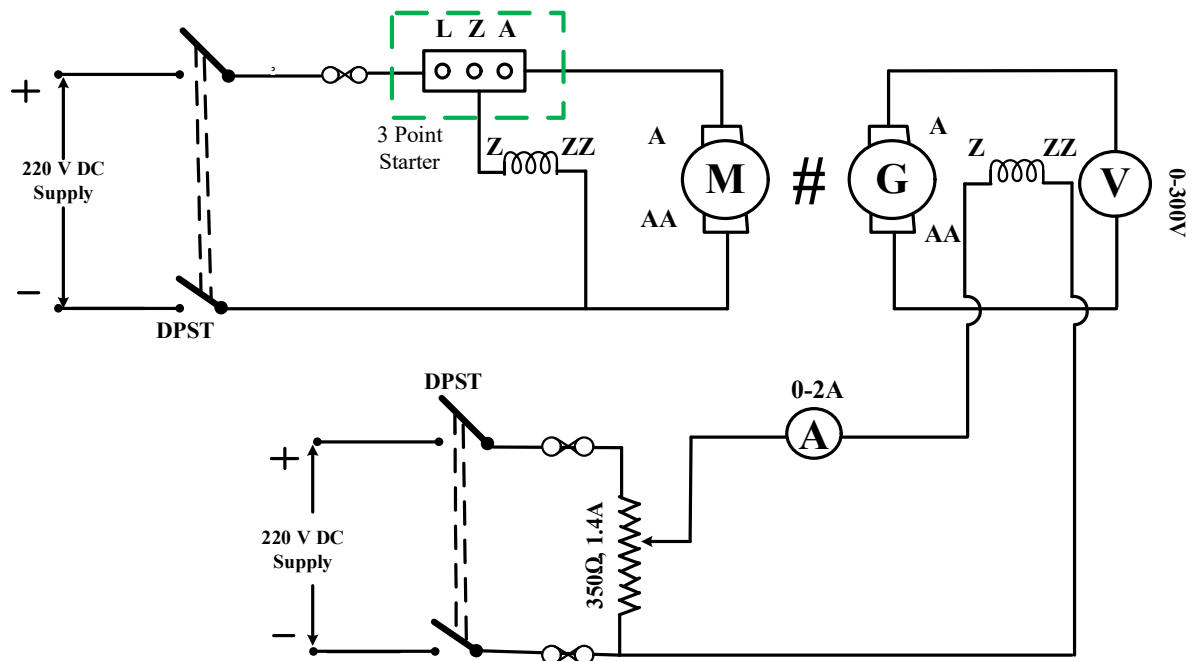 L Z A
+
3 Point
Starter
Z ZZ
A
M
AA
#
A
G
AA
Z ZZ
V
0-300V
220 V DC
Supply
−
DPST
DPST
0-2A
A
+
220 V DC
Supply
−
350Ω, 1.4A